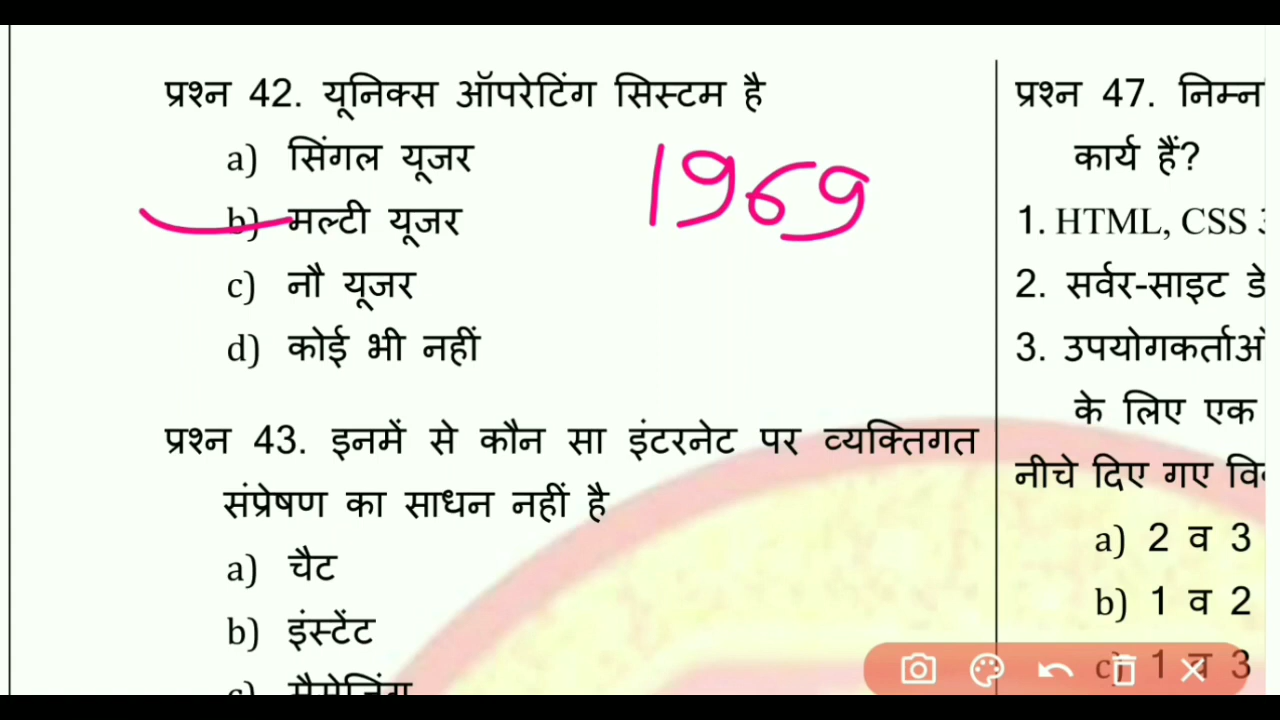 प्रश्न 42. यूनिक्स ऑपरेटिंग सिस्टम है
a) सिंगल यूजर
b) मल्टी यूजर
c) नौ यूजर
d) कोई भी नहीं
1969
प्रश्न 43. इनमें से कौन सा इंटरनेट पर व्यक्तिगत
संप्रेषण का साधन नहीं है
a) चैट
b) इंस्टेंट
प्रश्न 47. निम्न
कार्य हैं?
1. HTML, CSS
2. सर्वर-साइट
3. उपयोगकर्ताओं
के लिए एक
नीचे दिए गए
a) 2 व 3
b) 1 व 2
c) 1 व 3